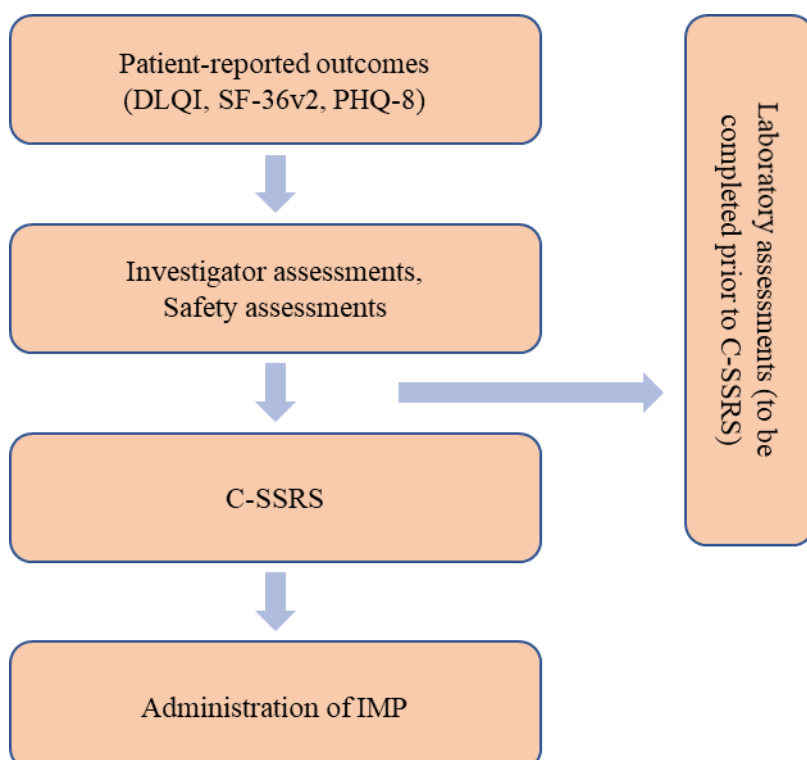 Patient-reported outcomes
(DLQI, SF-36v2, PHQ-8)
Investigator assessments,
Safety assessments
Laboratory assessments (to be
completed prior to C-SSRS)
C-SSRS
Administration of IMP